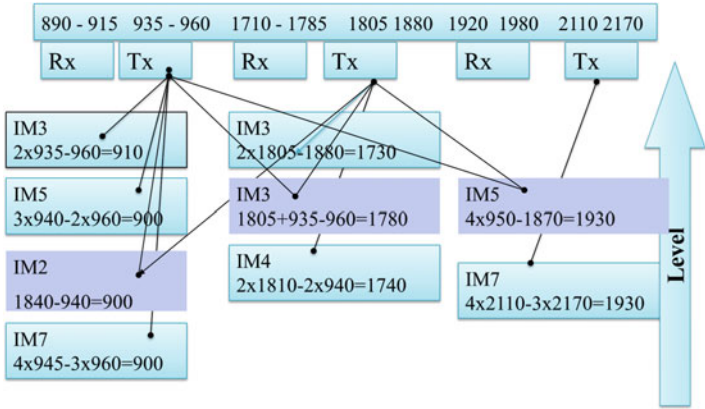 890 - 915 935 - 960 1710 - 1785 1805 1880 1920 1980 2110 2170
Rx Tx Rx Tx Rx Tx
IM3
2x935-960=910
IM3
2x1805-1880=1730
IM5
3x940-2x960=900
IM3
1805+935-960=1780
IM5
4x950-1870=1930
IM2
1840-940=900
IM4
2x1810-2x940=1740
IM7
4x2110-3x2170=1930
IM7
4x945-3x960=900
Level